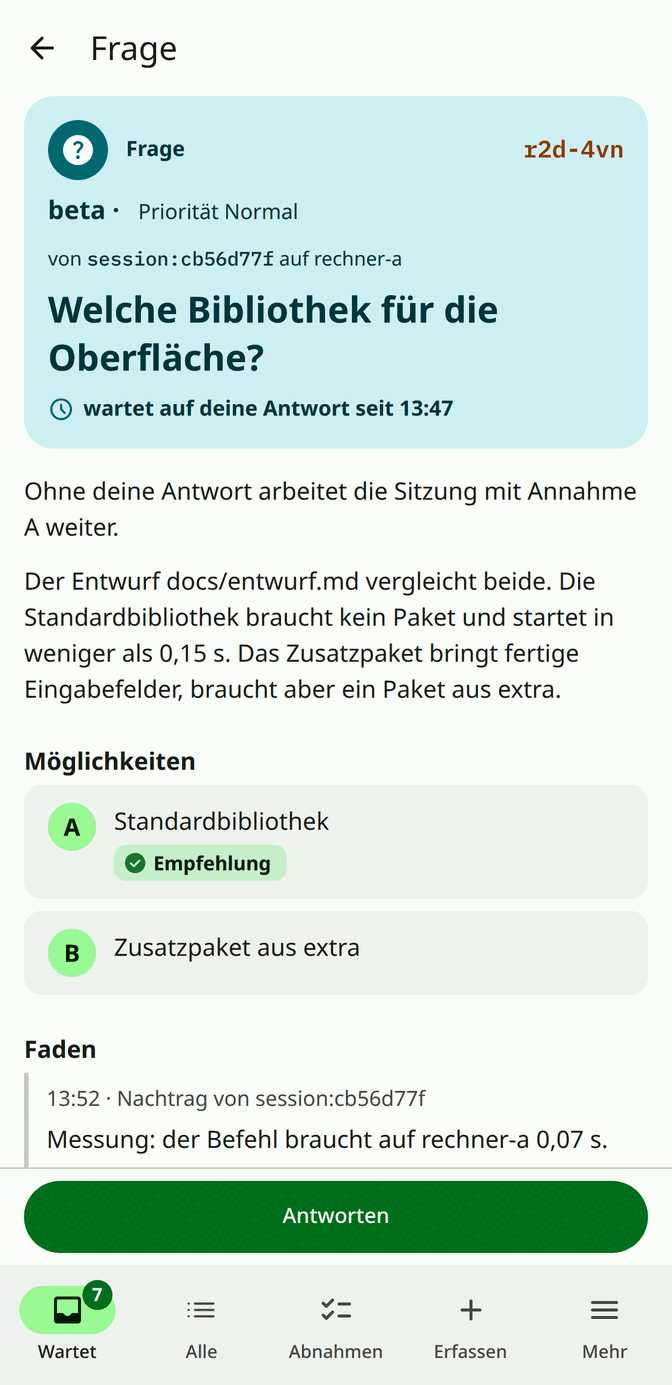 Frage
Frage
r2d-4vn
beta · Priorität Normal
von session:cb56d77f auf rechner-a
Welche Bibliothek für die
Oberfläche?
wartet auf deine Antwort seit 13:47
Ohne deine Antwort arbeitet die Sitzung mit Annahme
A weiter.
Der Entwurf docs/entwurf.md vergleicht beide. Die
Standardbibliothek braucht kein Paket und startet in
weniger als 0,15 s. Das Zusatzpaket bringt fertige
Eingabefelder, braucht aber ein Paket aus extra.
Möglichkeiten
A
Standardbibliothek
Empfehlung
B
Zusatzpaket aus extra
Faden
13:52 · Nachtrag von session:cb56d77f
Messung: der Befehl braucht auf rechner-a 0,07 s.
Antworten
7
Wartet
Alle
Abnahmen
Erfassen
Mehr